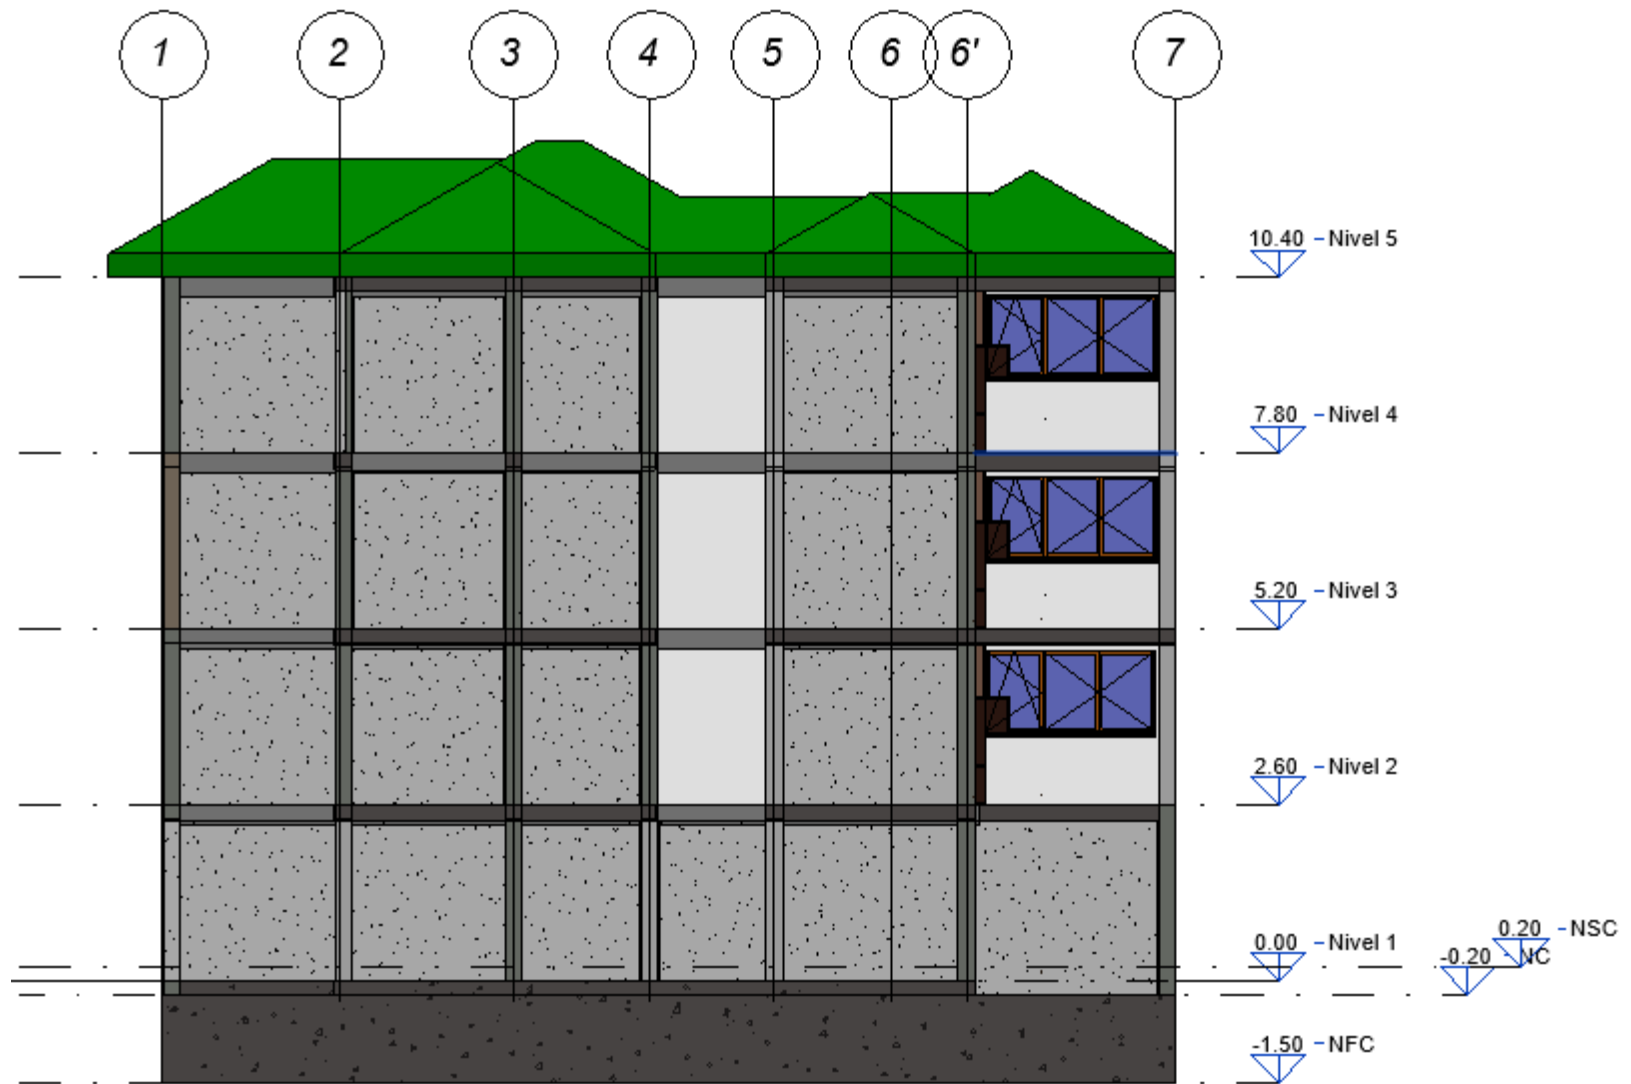 1 2 3 4 5 6 6' 7
10.40 Nivel 5
7.80 Nivel 4
5.20 Nivel 3
2.60 Nivel 2
0.20 NSC
0.00 Nivel 1
-0.20 NC
-1.50 NFC